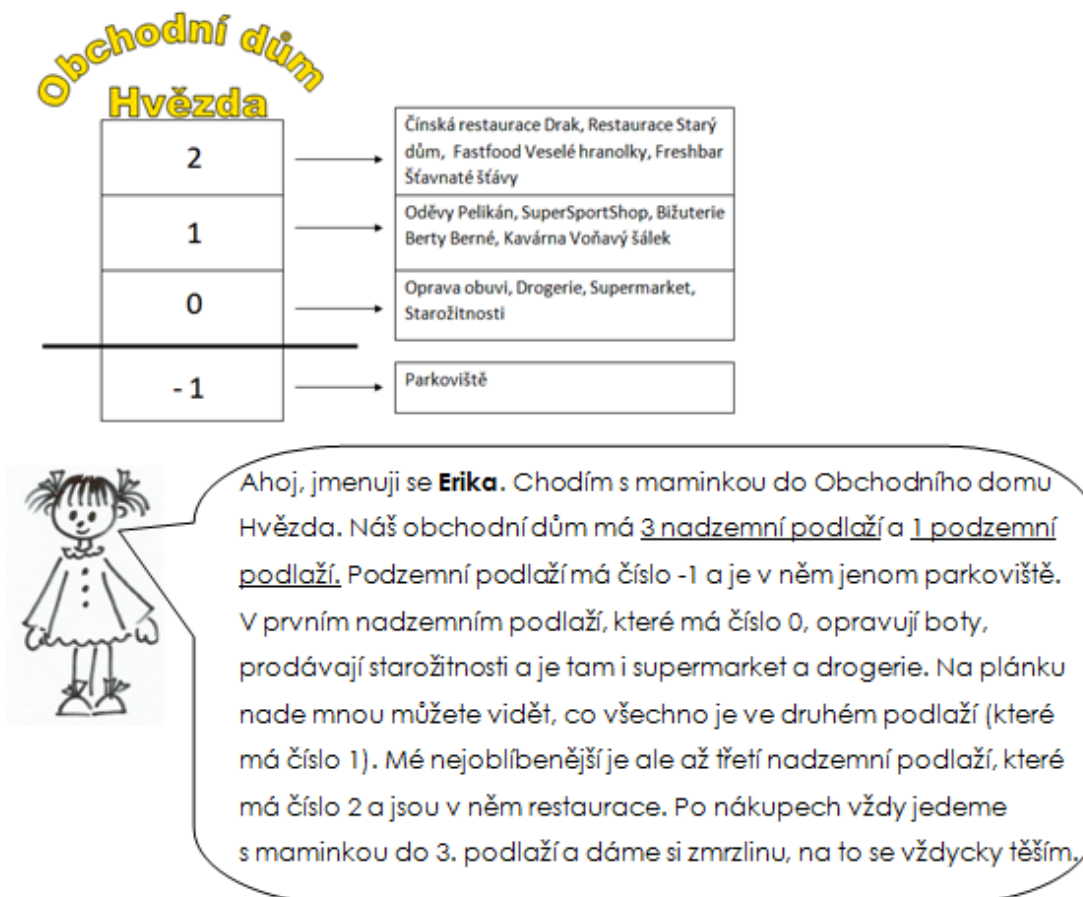 Obchodní dům
Hvězda
2
Čínská restaurace Drak, Restaurace Starý
dům, Fastfood Veselé hranolky, Freshbar
Šťavnaté šťávy
1
Oděvy Pelikán, SuperSportShop, Bižuterie
Berty Berné, Kavárna Voňavý šálek
0
Oprava obuvi, Drogerie, Supermarket,
Starožitnosti
- 1
Parkoviště
Ahoj, jmenuji se Erika. Chodím s maminkou do Obchodního domu
Hvězda. Náš obchodní dům má 3 nadzemní podlaží a 1 podzemní
podlaží. Podzemní podlaží má číslo -1 a je v něm jenom parkoviště.
V prvním nadzemním podlaží, které má číslo 0, opravují boty,
prodávají starožitnosti a je tam i supermarket a drogerie. Na plánku
nade mnou můžete vidět, co všechno je ve druhém podlaží (které
má číslo 1). Mé nejoblíbenější je ale až třetí nadzemní podlaží, které
má číslo 2 a jsou v něm restaurace. Po nákupech vždy jedeme
s maminkou do 3. podlaží a dáme si zmrzlinu, na to se vždycky těším.